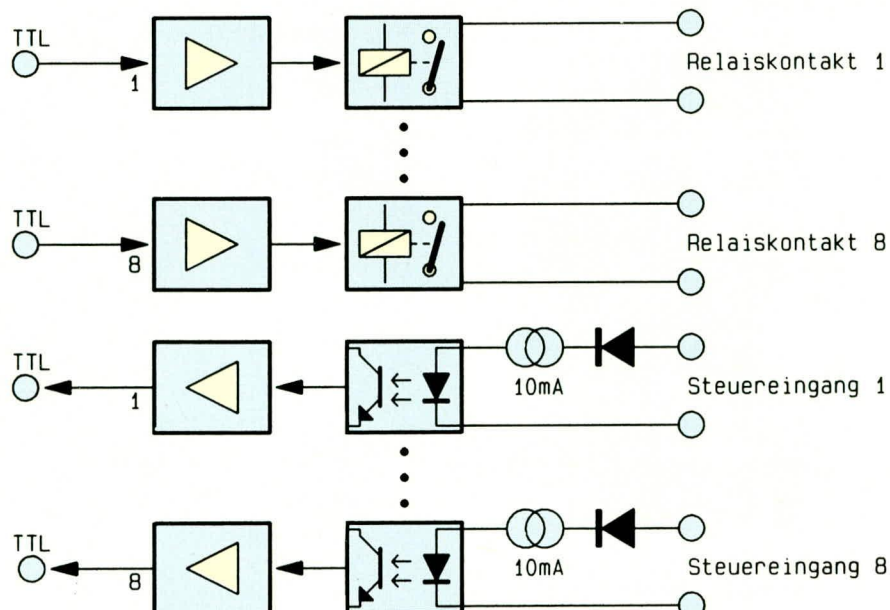 TTL
1
Relaiskontakt 1
TTL
8
Relaiskontakt 8
TTL
1
10mA
Steuereingang 1
TTL
8
10mA
Steuereingang 8